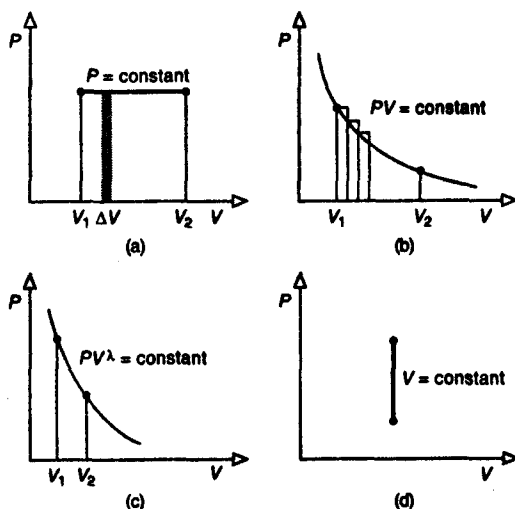 P
P = constant
V₁ ΔV V₂ V
(a)
P
PV = constant
V₁ V₂ V
(b)
P
PV^λ = constant
V₁ V₂ V
(c)
P
V = constant
V
(d)